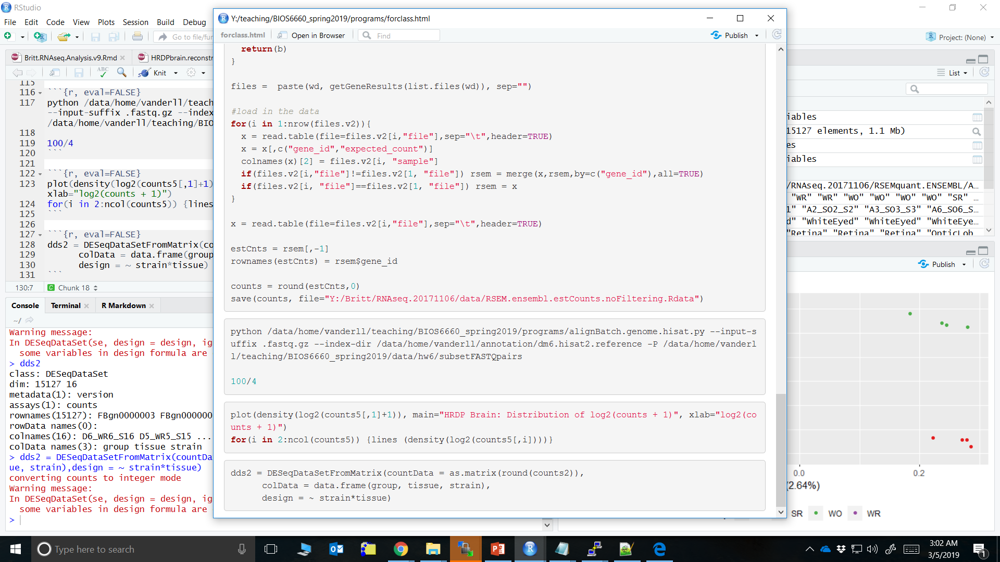 RStudio
File Edit Code View Plots Session Build Debug
Go to file/fur
Project: (None)
Britt.RNAseq.Analysis.v9.Rmd
HRDPbrain.reconstr
ABC
Knit
115
116 ```{r, eval=FALSE}
117 python /data/home/vanderll/teach
--input-suffix .fastq.gz --index
/data/home/vanderll/teaching/BIO
118
119 100/4
120 ```
121
122 ```{r, eval=FALSE}
123 plot(density(log2(counts5[,1]+1)
xlab="log2(counts + 1)")
124 for(i in 2:ncol(counts5)) {lines
125 ```
126
127 ```{r, eval=FALSE}
128 dds2 = DESeqDataSetFromMatrix(co
129 colData = data.frame(group
130 design = ~ strain*tissue)
131 ```
130:7 Chunk 18
Console Terminal R Markdown
~/
Warning message:
In DESeqDataSet(se, design = design, ig
some variables in design formula are
> dds2
class: DESeqDataSet
dim: 15127 16
metadata(1): version
assays(1): counts
rownames(15127): FBgn0000003 FBgn000000
rowData names(0):
colnames(16): D6_WR6_S16 D5_WR5_S15 ...
colData names(3): group tissue strain
> dds2 = DESeqDataSetFromMatrix(countDa
ue, strain),design = ~ strain*tissue)
converting counts to integer mode
Warning message:
In DESeqDataSet(se, design = design, ig
some variables in design formula are
>
Y:/teaching/BIOS6660_spring2019/programs/forclass.html
forclass.html Open in Browser Find Publish
return(b)
}
files =  paste(wd, getGeneResults(list.files(wd)), sep="")
#load in the data
for(i in 1:nrow(files.v2)){
x = read.table(file=files.v2[i,"file"],sep="\t",header=TRUE)
x = x[,c("gene_id","expected_count")]
colnames(x)[2] = files.v2[i, "sample"]
if(files.v2[i,"file"]!=files.v2[1, "file"]) rsem = merge(x,rsem,by=c("gene_id"),all=TRUE)
if(files.v2[i, "file"]==files.v2[1, "file"]) rsem = x
}
x = read.table(file=files.v2[i,"file"],sep="\t",header=TRUE)
estCnts = rsem[,-1]
rownames(estCnts) = rsem$gene_id
counts = round(estCnts,0)
save(counts, file="Y:/Britt/RNAseq.20171106/data/RSEM.ensembl.estCounts.noFiltering.Rdata")
python /data/home/vanderll/teaching/BIOS6660_spring2019/programs/alignBatch.genome.hisat.py --input-s
uffix .fastq.gz --index-dir /data/home/vanderll/annotation/dm6.hisat2.reference -P /data/home/vanderl
l/teaching/BIOS6660_spring2019/data/hw6/subsetFASTQpairs
100/4
plot(density(log2(counts5[,1]+1)), main="HRDP Brain: Distribution of log2(counts + 1)", xlab="log2(co
unts + 1)")
for(i in 2:ncol(counts5)) {lines (density(log2(counts5[,i])))}
dds2 = DESeqDataSetFromMatrix(countData = as.matrix(round(counts2)),
colData = data.frame(group, tissue, strain),
design = ~ strain*tissue)
List
iables
15127 elements, 1.1 Mb)
es
iables
/RNAseq.20171106/RSEMquant.ENSEMBL/A...
"WR" "WR" "WO" "WO" "WO" "WO" "SR" ...
1" "A2_SO2_S2" "A3_SO3_S3" "A6_SO6_S...
d" "WhiteEyed" "WhiteEyed" "WhiteEye...
"Retina" "Retina" "Retina" "OpticLob
Publish
0.0 0.2
(2.64%)
SR WO WR
Type here to search
3:02 AM
3/5/2019
1